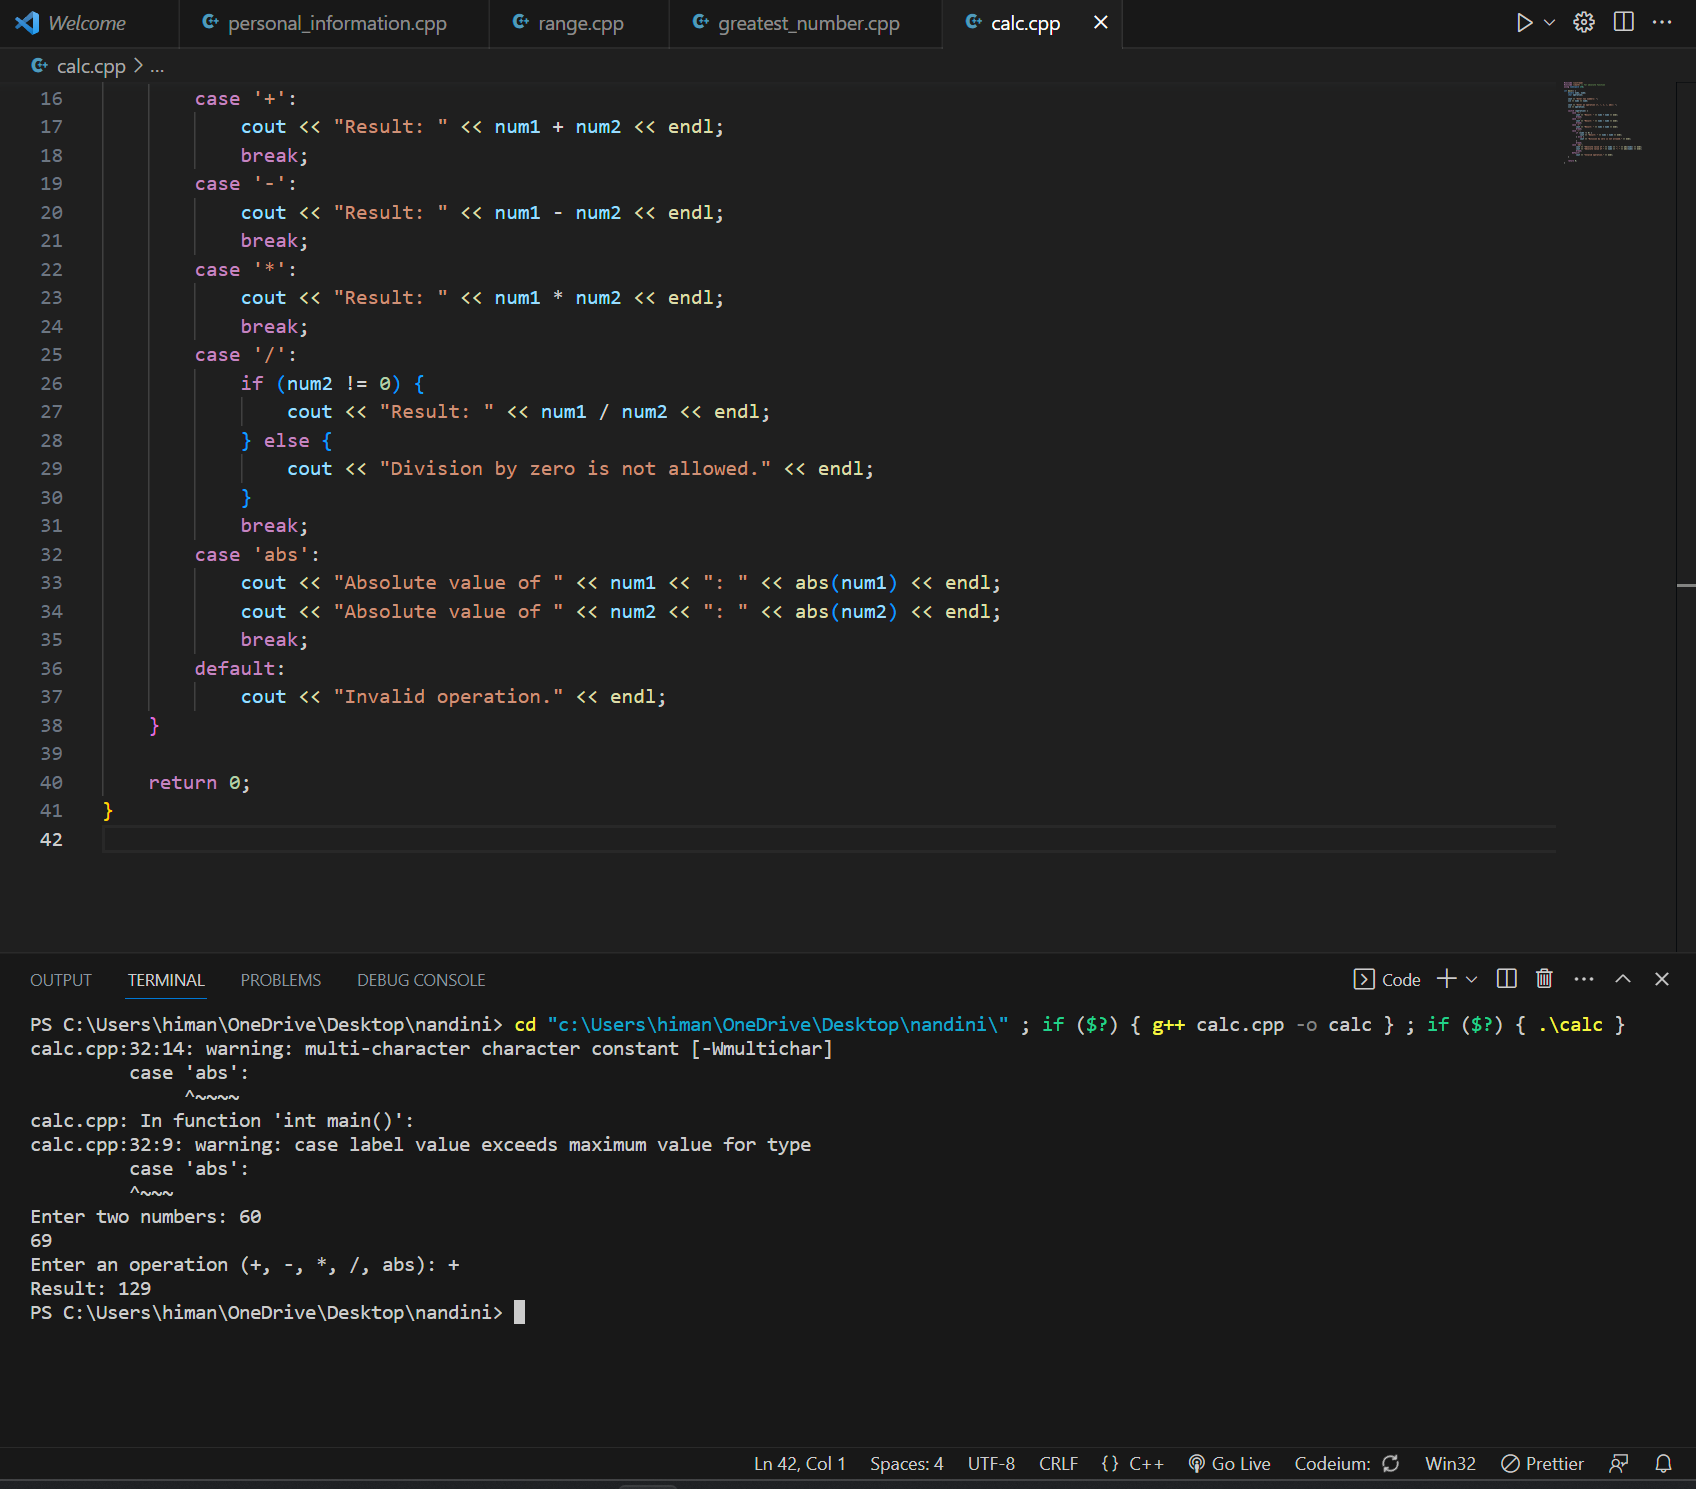 Welcome personal_information.cpp range.cpp greatest_number.cpp calc.cpp
calc.cpp > ...
16 case '+':
17 cout << "Result: " << num1 + num2 << endl;
18 break;
19 case '-':
20 cout << "Result: " << num1 - num2 << endl;
21 break;
22 case '*':
23 cout << "Result: " << num1 * num2 << endl;
24 break;
25 case '/':
26 if (num2 != 0) {
27 cout << "Result: " << num1 / num2 << endl;
28 } else {
29 cout << "Division by zero is not allowed." << endl;
30 }
31 break;
32 case 'abs':
33 cout << "Absolute value of " << num1 << ": " << abs(num1) << endl;
34 cout << "Absolute value of " << num2 << ": " << abs(num2) << endl;
35 break;
36 default:
37 cout << "Invalid operation." << endl;
38 }
39
40 return 0;
41 }
42
OUTPUT TERMINAL PROBLEMS DEBUG CONSOLE Code
PS C:\Users\himan\OneDrive\Desktop\nandini> cd "c:\Users\himan\OneDrive\Desktop\nandini\" ; if ($?) { g++ calc.cpp -o calc } ; if ($?) { .\calc }
calc.cpp:32:14: warning: multi-character character constant [-Wmultichar]
case 'abs':
^~~~~
calc.cpp: In function 'int main()':
calc.cpp:32:9: warning: case label value exceeds maximum value for type
case 'abs':
^~~~
Enter two numbers: 60
69
Enter an operation (+, -, *, /, abs): +
Result: 129
PS C:\Users\himan\OneDrive\Desktop\nandini>
Ln 42, Col 1 Spaces: 4 UTF-8 CRLF {} C++ Go Live Codeium: Win32 Prettier